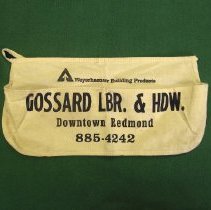 Weyerhaeuser Building Products
GOSSARD LBR. & HDW.
Downtown Redmond
885-4242